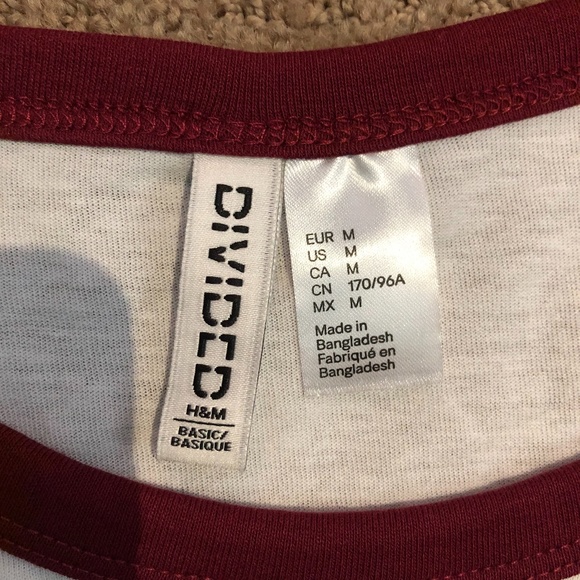 DIVIDED
H&M
BASIC/
BASIQUE
EUR M
US M
CA M
CN 170/96A
MX M
Made in
Bangladesh
Fabriqué en
Bangladesh